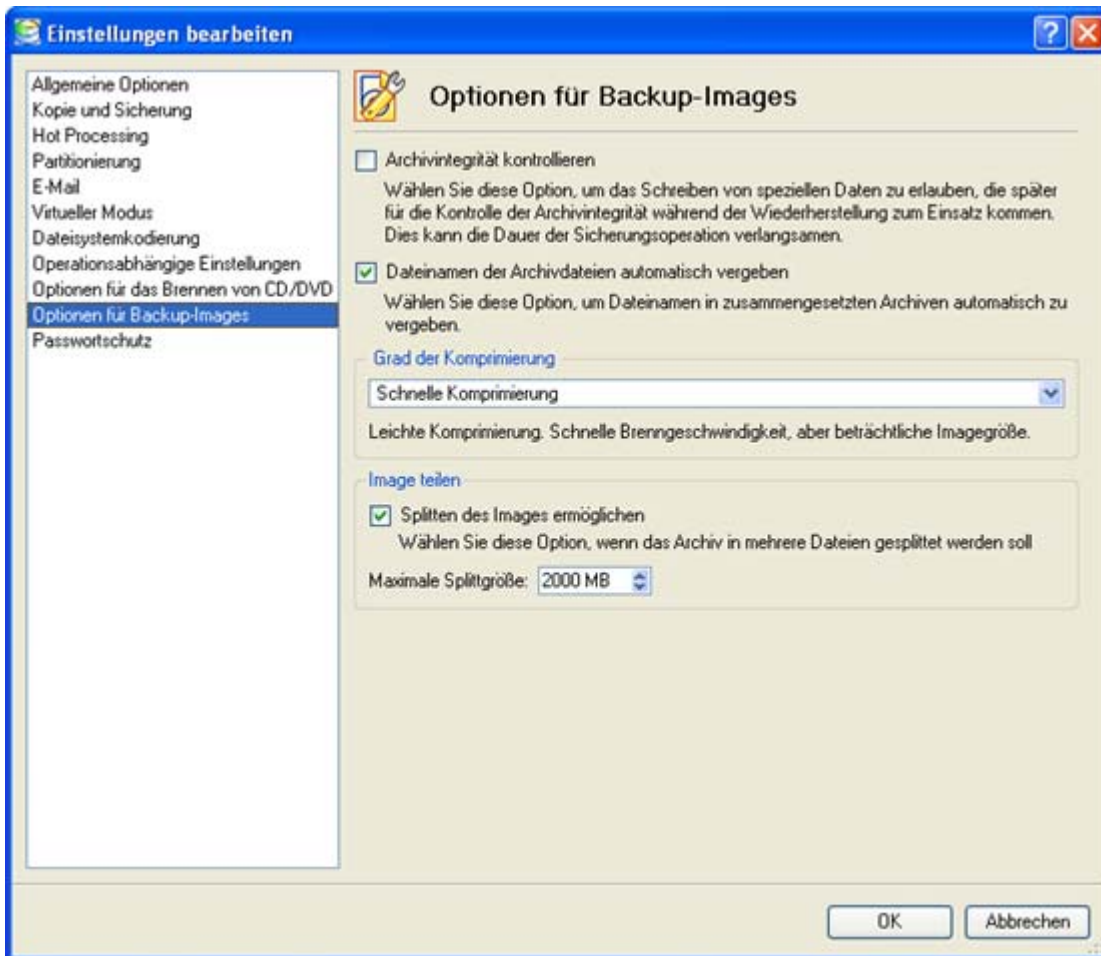 Einstellungen bearbeiten
Allgemeine Optionen
Kopie und Sicherung
Hot Processing
Partitionierung
E-Mail
Virtueller Modus
Dateisystemkodierung
Operationsabhängige Einstellungen
Optionen für das Brennen von CD/DVD
Optionen für Backup-Images
Passwortschutz
Optionen für Backup-Images
Archivintegrität kontrollieren
Wählen Sie diese Option, um das Schreiben von speziellen Daten zu erlauben, die später
für die Kontrolle der Archivintegrität während der Wiederherstellung zum Einsatz kommen.
Dies kann die Dauer der Sicherungsoperation verlangsamen.
Dateinamen der Archivdateien automatisch vergeben
Wählen Sie diese Option, um Dateinamen in zusammengesetzten Archiven automatisch zu
vergeben.
Grad der Komprimierung
Schnelle Komprimierung
Leichte Komprimierung. Schnelle Brenngeschwindigkeit, aber beträchtliche Imagegröße.
Image teilen
Splitten des Images ermöglichen
Wählen Sie diese Option, wenn das Archiv in mehrere Dateien gesplittet werden soll
Maximale Splittgröße: 2000 MB
OK Abbrechen